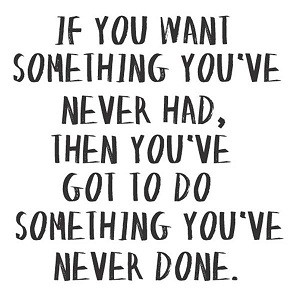 IF YOU WANT
SOMETHING YOU'VE
NEVER HAD,
THEN YOU'VE
GOT TO DO
SOMETHING YOU'VE
NEVER DONE.